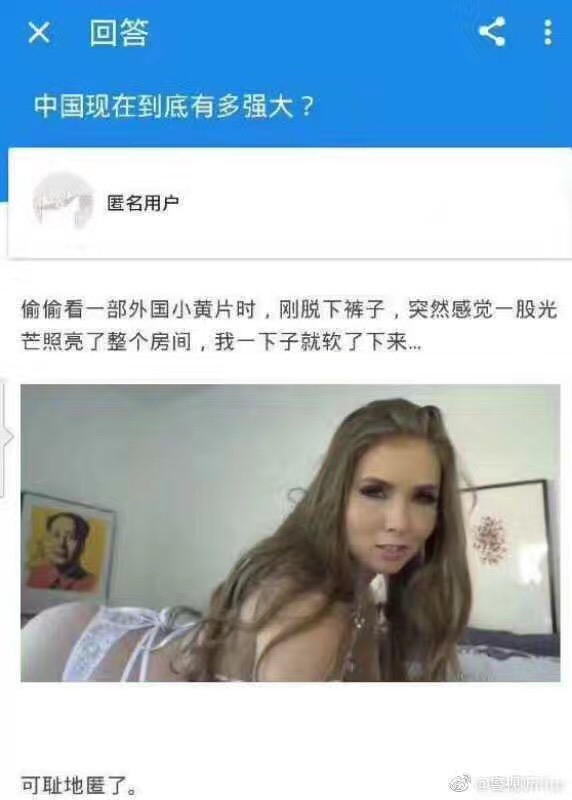 回答
中国现在到底有多强大？
匿名用户
偷偷看一部外国小黄片时，刚脱下裤子，突然感觉一股光
芒照亮了整个房间，我一下子就软了下来...
可耻地匿了。